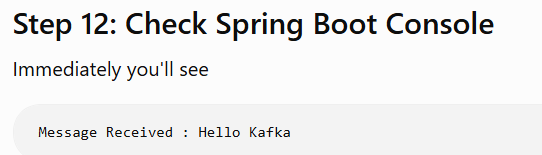 Step 12: Check Spring Boot Console
Immediately you'll see
Message Received : Hello Kafka